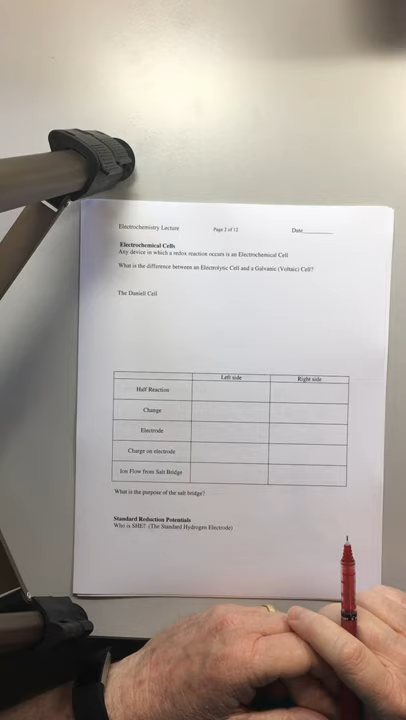 Electrochemistry Lecture Page 2 of 12 Date__________
Electrochemical Cells
Any device in which a redox reaction occurs is an Electrochemical Cell
What is the difference between an Electrolytic Cell and a Galvanic (Voltaic) Cell?
The Daniell Cell
Left side Right side
Half Reaction
Change
Electrode
Charge on electrode
Ion Flow from Salt Bridge
What is the purpose of the salt bridge?
Standard Reduction Potentials
Who is SHE? (The Standard Hydrogen Electrode)